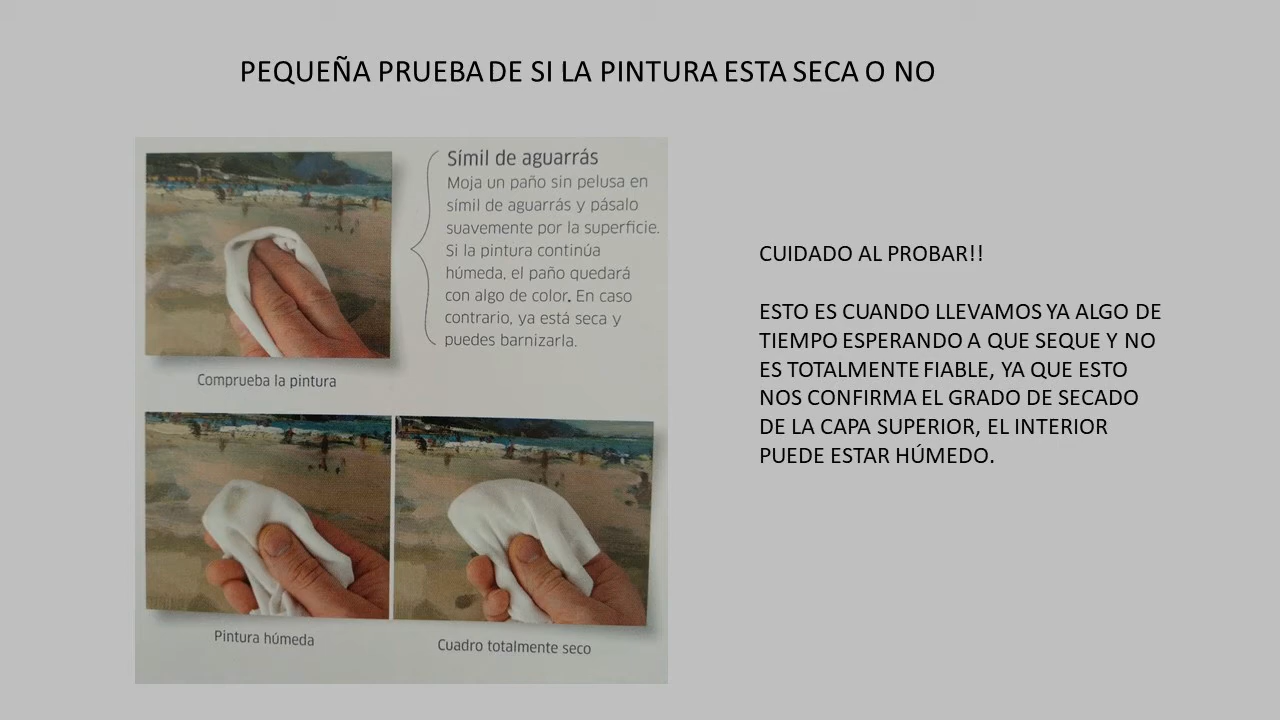 PEQUEÑA PRUEBA DE SI LA PINTURA ESTA SECA O NO
Símil de aguarrás
Moja un paño sin pelusa en
símil de aguarrás y pásalo
suavemente por la superficie.
Si la pintura continúa
húmeda, el paño quedará
con algo de color. En caso
contrario, ya está seca y
puedes barnizarla.
Comprueba la pintura
Pintura húmeda
Cuadro totalmente seco
CUIDADO AL PROBAR!!
ESTO ES CUANDO LLEVAMOS YA ALGO DE
TIEMPO ESPERANDO A QUE SEQUE Y NO
ES TOTALMENTE FIABLE, YA QUE ESTO
NOS CONFIRMA EL GRADO DE SECADO
DE LA CAPA SUPERIOR, EL INTERIOR
PUEDE ESTAR HÚMEDO.